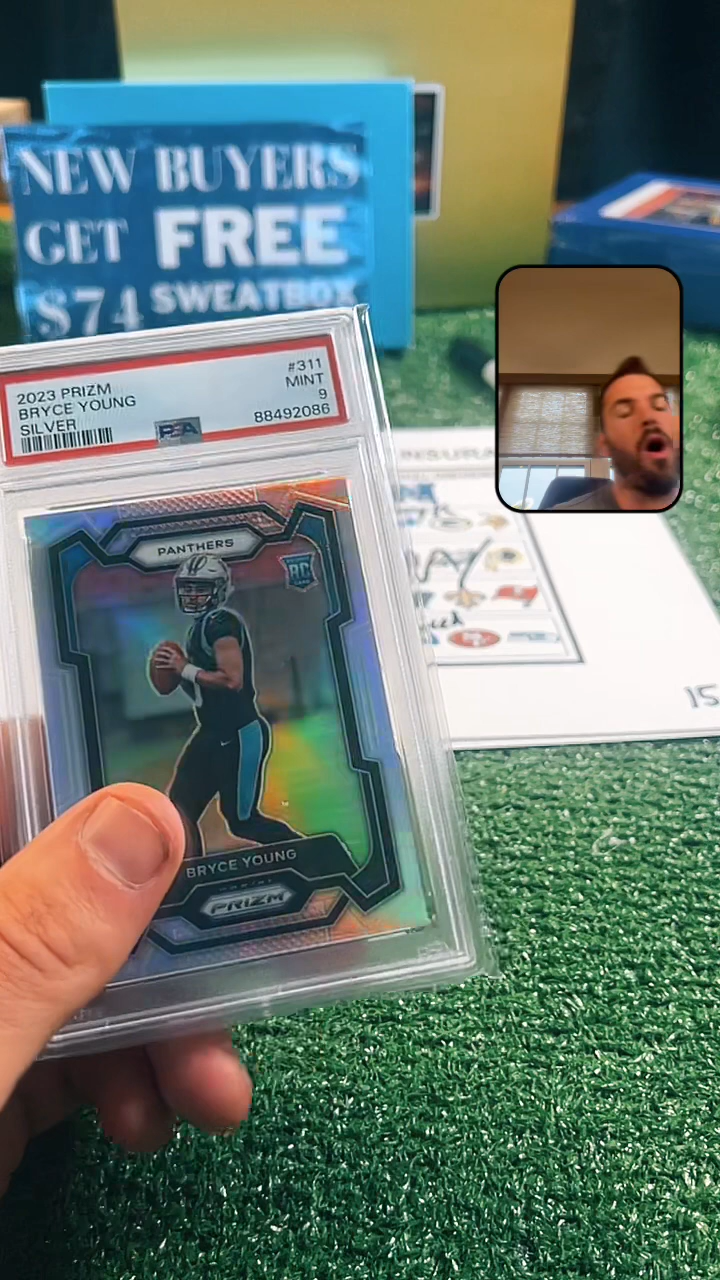 NEW BUYERS
GET FREE
$74 SWEATBOX
2023 PRIZM #311
BRYCE YOUNG MINT
SILVER 9
PSA 88492086
PANTHERS
RC
BRYCE YOUNG
PANINI
PRIZM
15